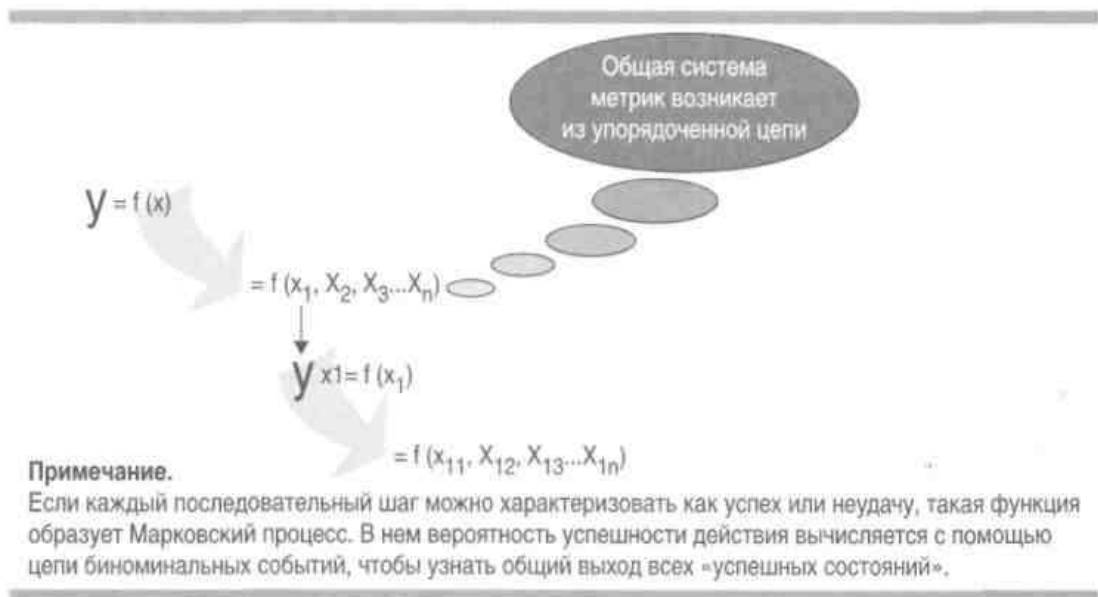 Общая система
метрик возникает
из упорядоченной цепи
y = f (x)
= f (x₁, X₂, X₃...Xₙ)
y x1= f (x₁)
= f (x₁₁, X₁₂, X₁₃...X₁ₙ)
Примечание.
Если каждый последовательный шаг можно характеризовать как успех или неудачу, такая функция
образует Марковский процесс. В нем вероятность успешности действия вычисляется с помощью
цепи биноминальных событий, чтобы узнать общий выход всех «успешных состояний».